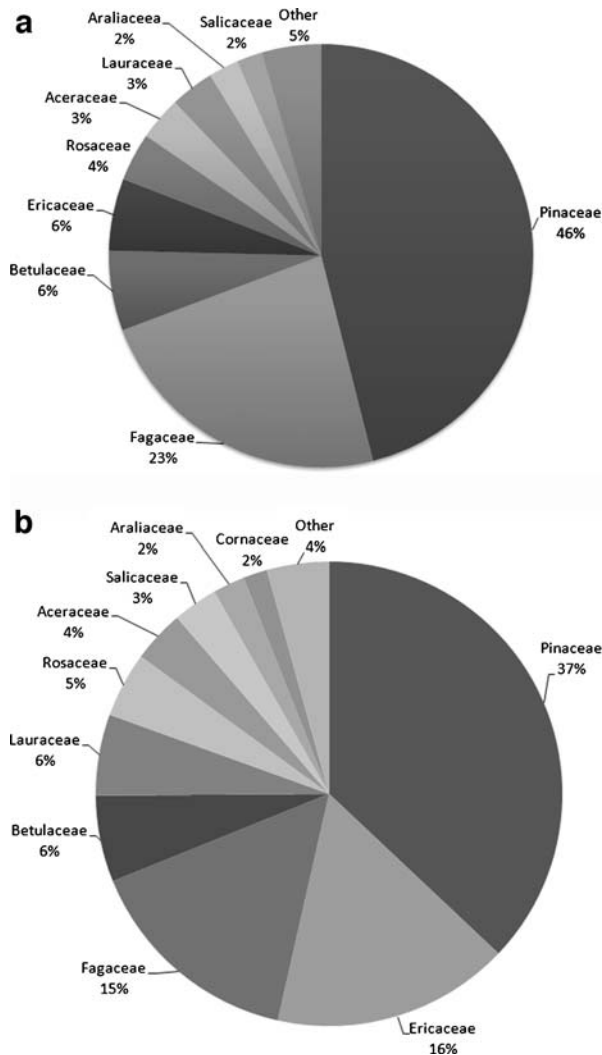 a
Araliaceea
2%
Salicaceae
2%
Other
5%
Lauraceae
3%
Aceraceae
3%
Rosaceae
4%
Ericaceae
6%
Betulaceae
6%
Pinaceae
46%
Fagaceae
23%
b
Araliaceae
2%
Cornaceae
2%
Other
4%
Salicaceae
3%
Aceraceae
4%
Rosaceae
5%
Lauraceae
6%
Betulaceae
6%
Pinaceae
37%
Fagaceae
15%
Ericaceae
16%